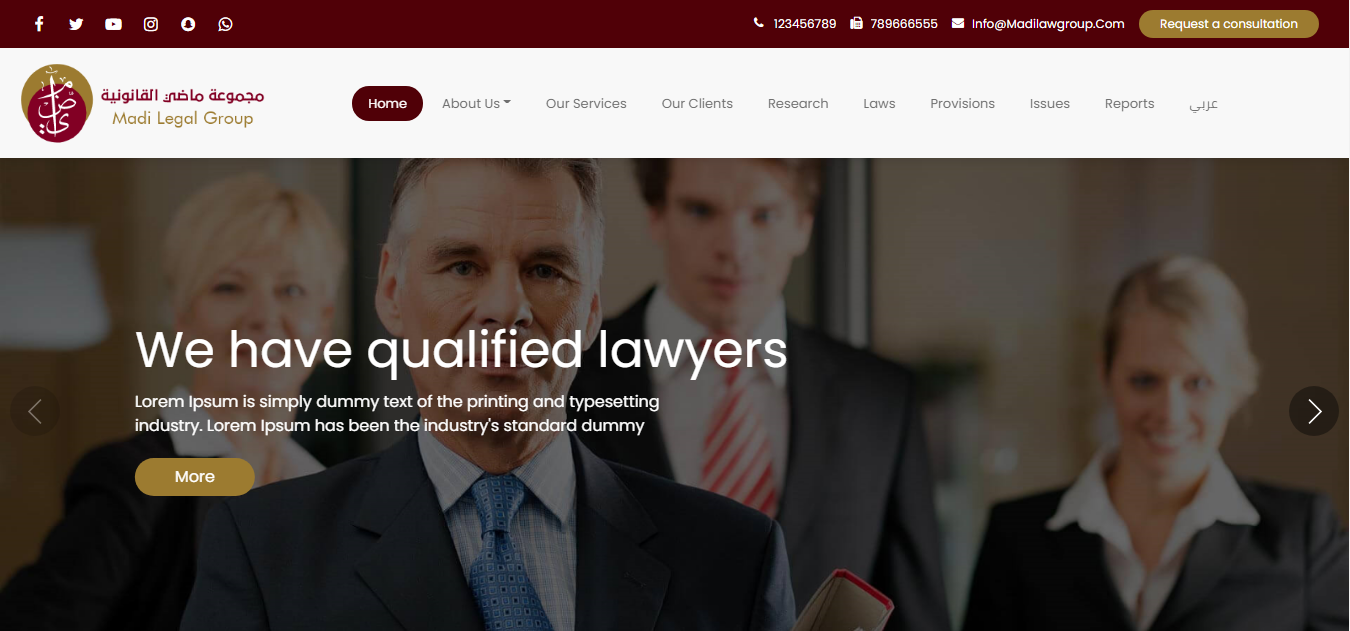 123456789
789666555
Info@Madilawgroup.Com
Request a consultation
مجموعة ماضي القانونية
Madi Legal Group
Home
About Us
Our Services
Our Clients
Research
Laws
Provisions
Issues
Reports
عربي
We have qualified lawyers
Lorem Ipsum is simply dummy text of the printing and typesetting
industry. Lorem Ipsum has been the industry's standard dummy
More